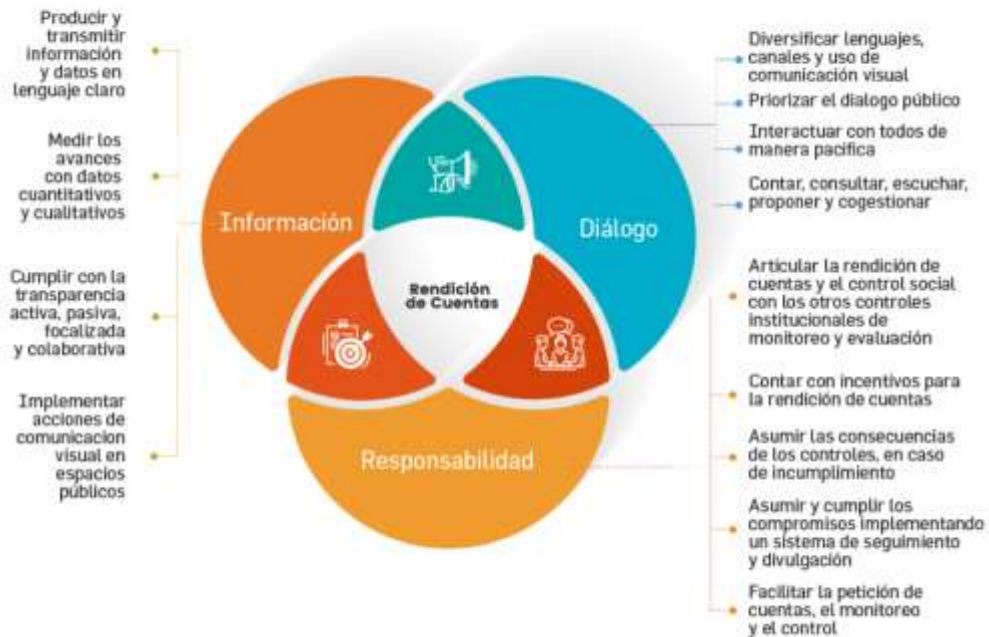 Producir y
transmitir
información
y datos en
lenguaje claro
Medir los
avances
con datos
cuantitativos
y cualitativos
Cumplir con la
transparencia
activa, pasiva,
focalizada
y colaborativa
Implementar
acciones de
comunicacion
visual en
espacios
públicos
Información
Diálogo
Rendición
de Cuentas
Responsabilidad
Diversificar lenguajes,
canales y uso de
comunicación visual
Priorizar el dialogo público
Interactuar con todos de
manera pacífica
Contar, consultar, escuchar,
proponer y cogestionar
Articular la rendición de
cuentas y el control social
con los otros controles
institucionales de
monitoreo y evaluación
Contar con incentivos para
la rendición de cuentas
Asumir las consecuencias
de los controles, en caso
de incumplimiento
Asumir y cumplir los
compromisos implementando
un sistema de seguimiento
y divulgación
Facilitar la petición de
cuentas, el monitoreo
y el control